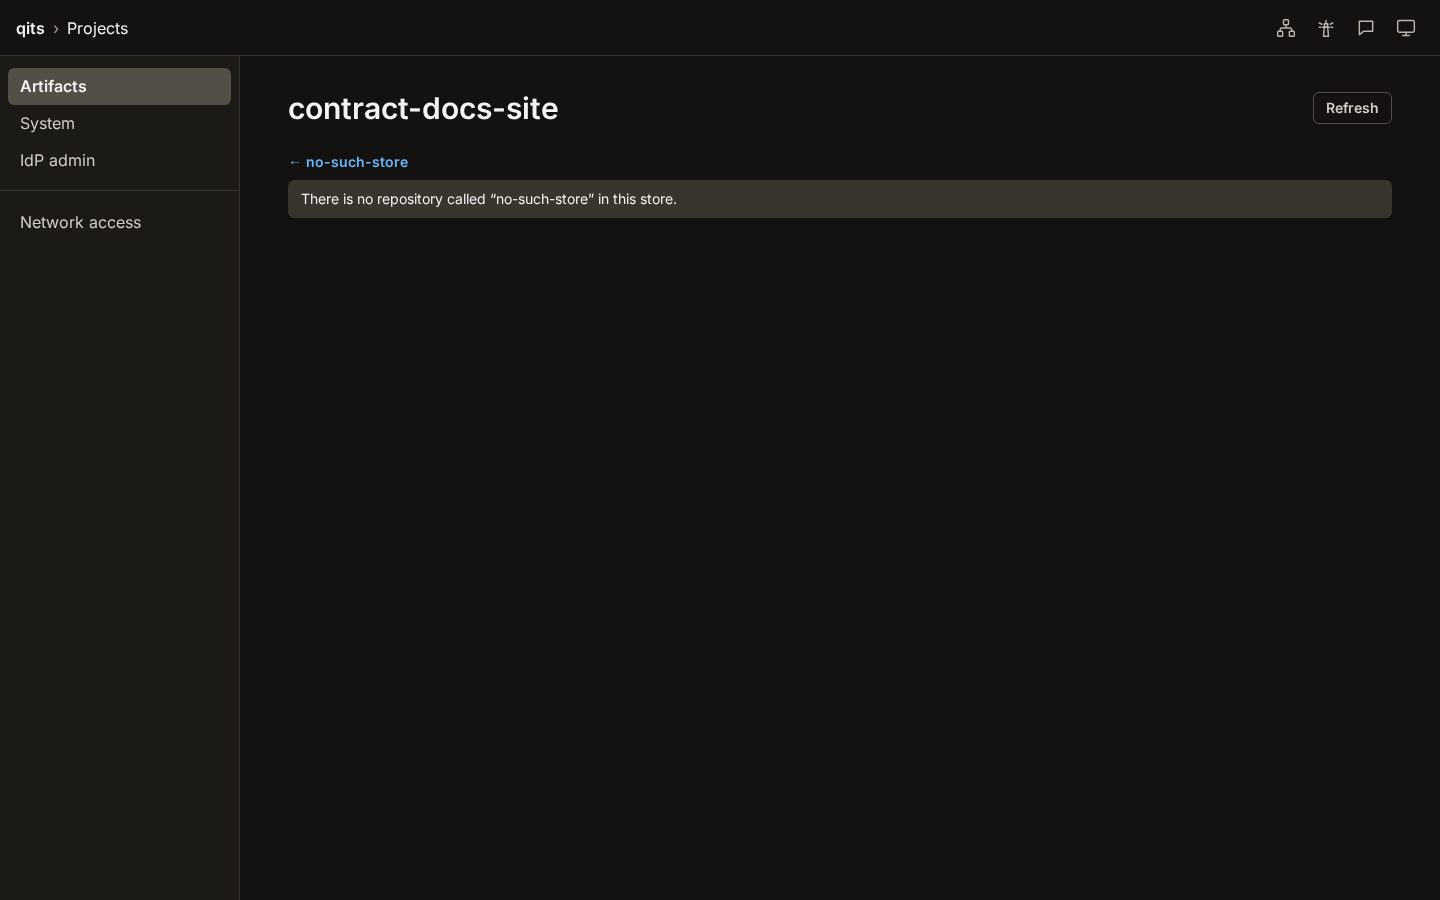 qits › Projects
Artifacts
System
IdP admin
Network access
contract-docs-site
Refresh
← no-such-store
There is no repository called “no-such-store” in this store.